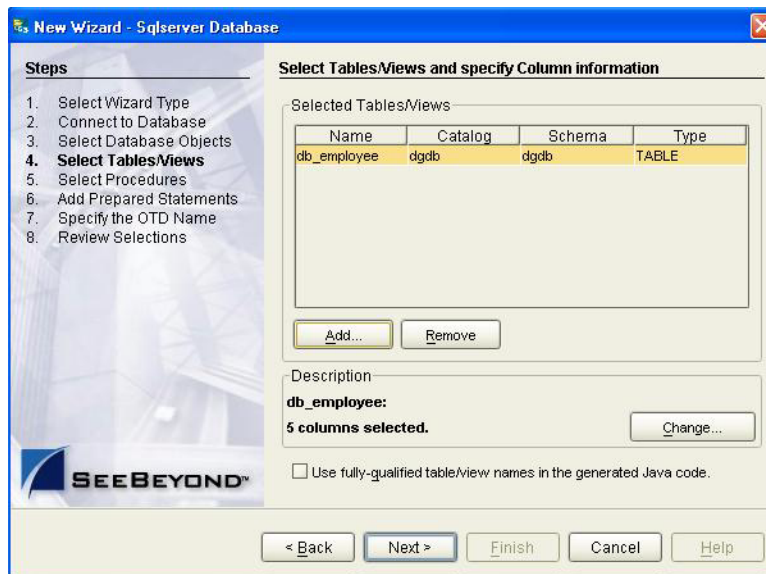 New Wizard - Sqlserver Database
Steps
1. Select Wizard Type
2. Connect to Database
3. Select Database Objects
4. Select Tables/Views
5. Select Procedures
6. Add Prepared Statements
7. Specify the OTD Name
8. Review Selections
SEEBEYOND™
Select Tables/Views and specify Column information
Selected Tables/Views
Name Catalog Schema Type
db_employee dgdb dgdb TABLE
Add... Remove
Description
db_employee:
5 columns selected.
Change...
Use fully-qualified table/view names in the generated Java code.
< Back Next > Finish Cancel Help